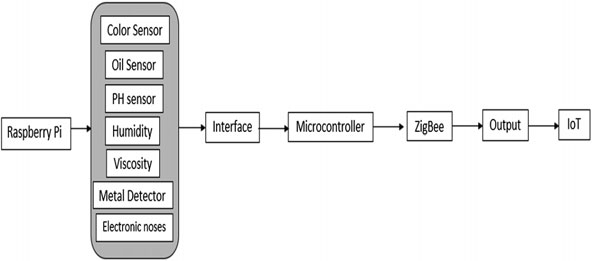 Raspberry Pi
Color Sensor
Oil Sensor
PH sensor
Humidity
Viscosity
Metal Detector
Electronic noses
Interface
Microcontroller
ZigBee
Output
IoT